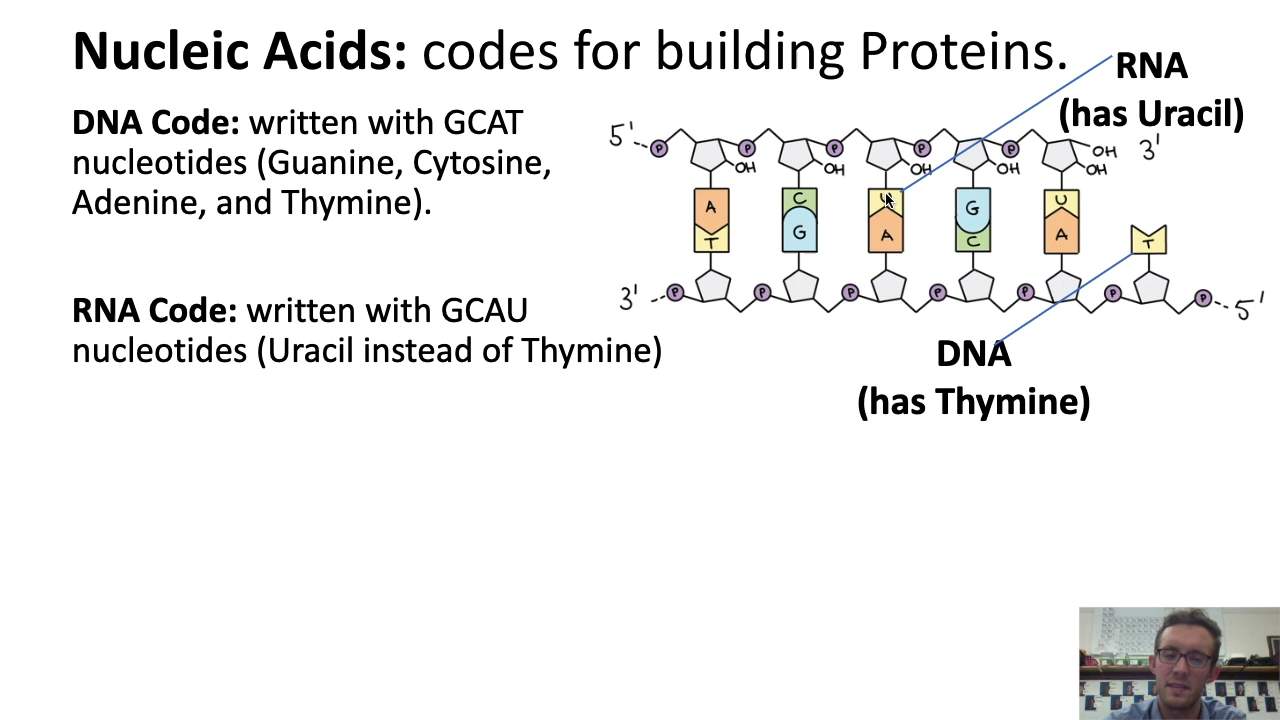 Nucleic Acids: codes for building Proteins.
DNA Code: written with GCAT
nucleotides (Guanine, Cytosine,
Adenine, and Thymine).
RNA Code: written with GCAU
nucleotides (Uracil instead of Thymine)
RNA
(has Uracil)
5' P P P P P OH 3'
OH OH OH OH OH
A C U G U
T G A C A T
3' P P P P P P P 5'
DNA
(has Thymine)